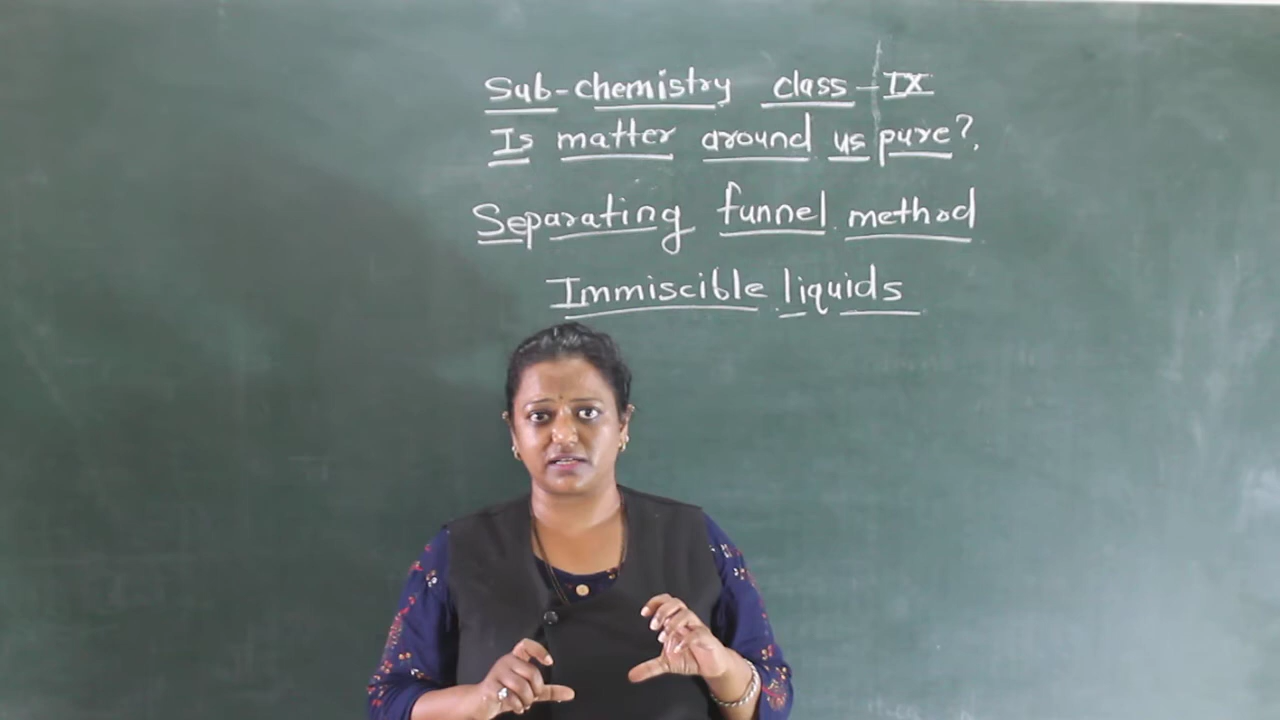 Sub-chemistry class-IX
Is matter around us pure?.
Separating funnel method
Immiscible liquids